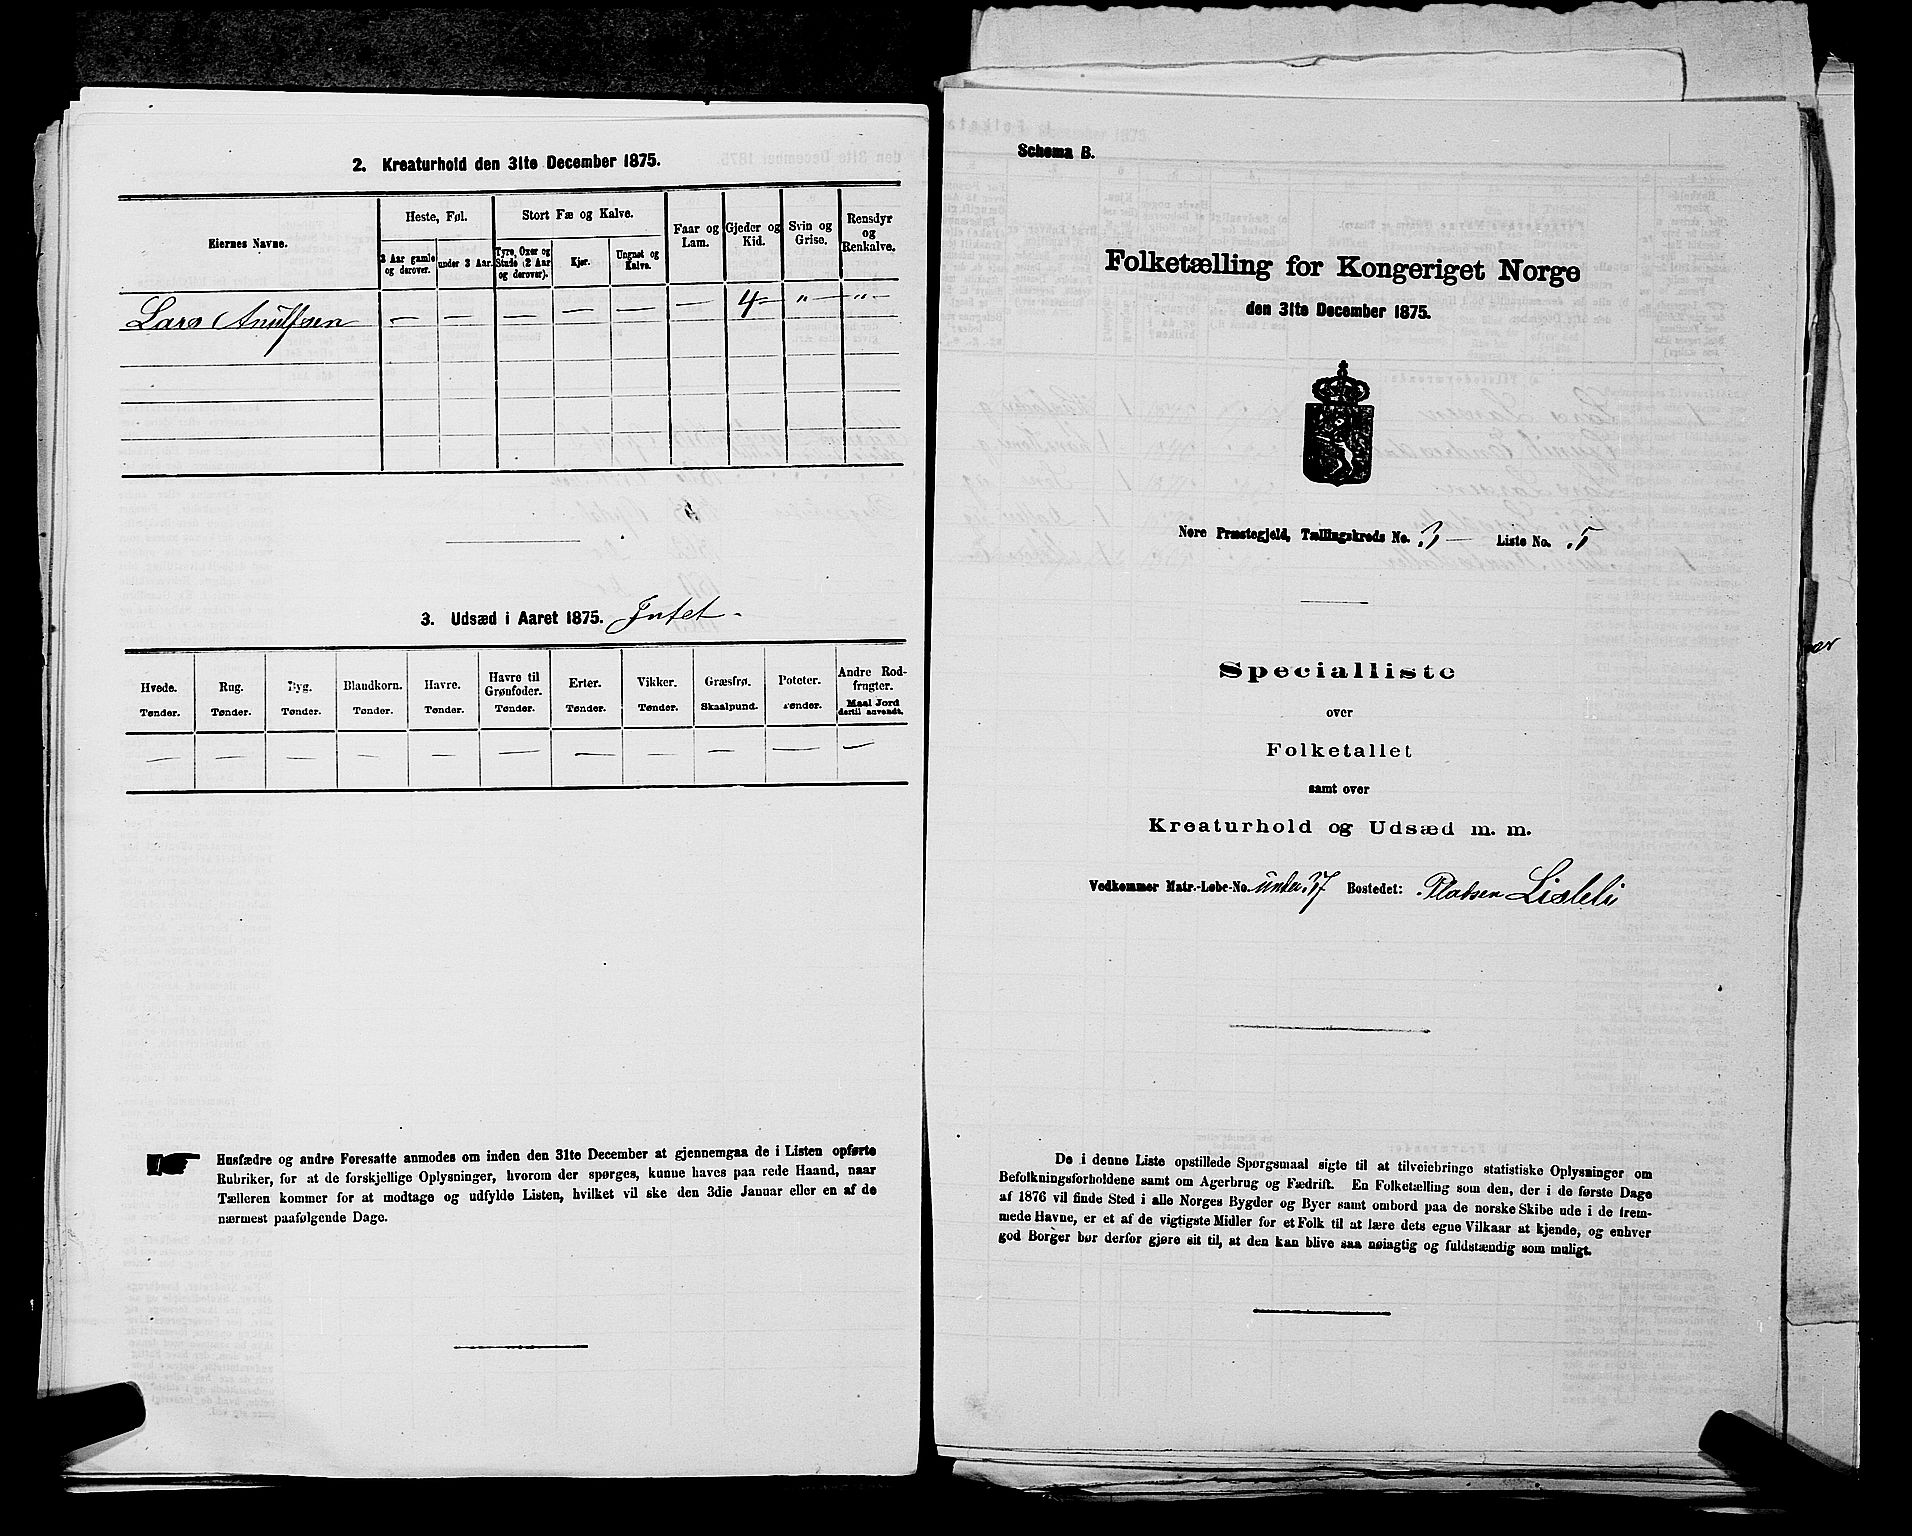 2. Kreaturhold den 31te December 1875.
Eiernes Navne.
Heste, Føl.
3 Aar gamle og derover.
under 3 Aar.
Stort Fæ og Kalve.
Tyre, Oxer og Stude (2 Aar og derover).
Kjør.
Ungnøt og Kalve.
Faar og Lam.
Gjeder og Kid.
Svin og Grise.
Rensdyr og Renkalve.
Lars Anulfsen — — — — — — 4 - „ — „ -
3. Udsæd i Aaret 1875. Intet -
Hvede. Tønder.
Rug. Tønder.
Byg. Tønder.
Blandkorn. Tønder.
Havre. Tønder.
Havre til Grønfoder. Tønder.
Erter. Tønder.
Vikker. Tønder.
Græsfrø. Skaalpund.
Poteter. Tønder.
Andre Rodfrugter. Maal Jord dertil anvendt.
— — — — — — — — — — —
Husfædre og andre Foresatte anmodes om inden den 31te December at gjennemgaa de i Listen opførte
Rubriker, for at de forskjellige Oplysninger, hvorom der spørges, kunne haves paa rede Haand, naar
Tælleren kommer for at modtage og udfylde Listen, hvilket vil ske den 3die Januar eller en af de
nærmest paafølgende Dage.
Schema B.
Folketælling for Kongeriget Norge
den 31te December 1875.
Nore Præstegjeld, Tællingskreds No. 3 — Liste No. 5
Specialliste
over
Folketallet
samt over
Kreaturhold og Udsæd m. m.
Vedkommer Matr.-Løbe-No. under 37 Bostedet: Pladsen Lisleli
De i denne Liste opstillede Spørgsmaal sigte til at tilveiebringe statistiske Oplysninger om
Befolkningsforholdene samt om Agerbrug og Fædrift. En Folketælling som den, der i de første Dage
af 1876 vil finde Sted i alle Norges Bygder og Byer samt ombord paa de norske Skibe ude i de frem-
mede Havne, er et af de vigtigste Midler for et Folk til at lære dets egne Vilkaar at kjende, og enhver
god Borger bør derfor gjøre sit til, at den kan blive saa nøiagtig og fuldstændig som muligt.